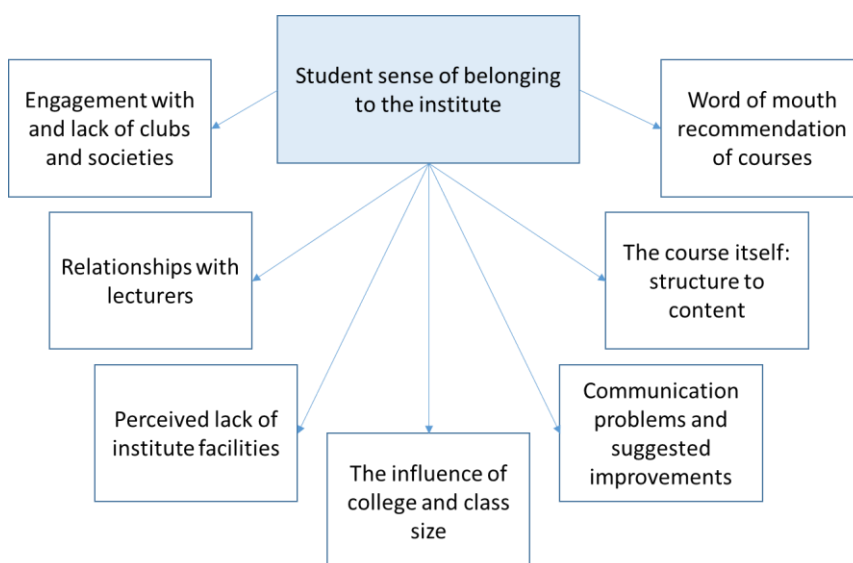 Student sense of belonging
to the institute
Engagement with
and lack of clubs
and societies
Word of mouth
recommendation
of courses
Relationships with
lecturers
The course itself:
structure to
content
Perceived lack of
institute facilities
The influence of
college and class
size
Communication
problems and
suggested
improvements